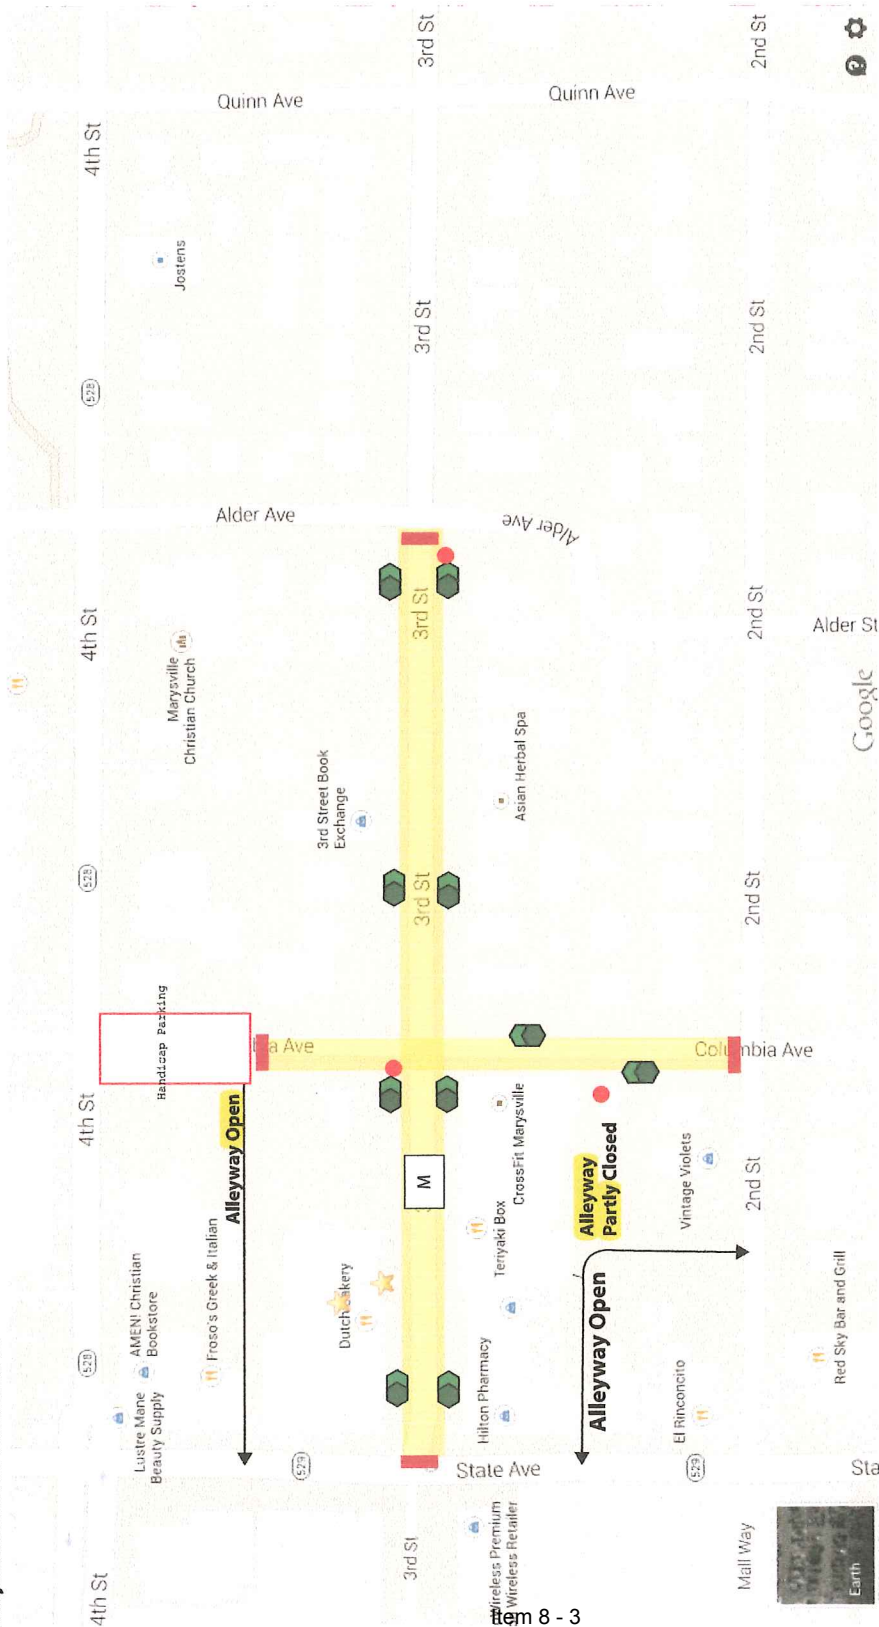 4th St
3rd St
2nd St
Quinn Ave
Quinn Ave
Jostens
528
3rd St
2nd St
Alder Ave
Alder Ave
4th St
3rd St
2nd St
Alder St
Marysville
Christian Church
3rd Street Book
Exchange
Asian Herbal Spa
Google
528
3rd St
2nd St
Handicap Parking
Ave
Columbia Ave
4th St
Alleyway Open
M
CrossFit Marysville
Alleyway
Partly Closed
Vintage Violets
2nd St
Teriyaki Box
AMEN! Christian
Bookstore
Froso's Greek & Italian
528
Lustre Mane
Beauty Supply
Hilton Pharmacy
Alleyway Open
El Rinconcito
Red Sky Bar and Grill
529
State Ave
529
Sta
4th St
3rd St
Wireless Premium
Wireless Retailer
Mall Way
Earth
Item 8 - 3